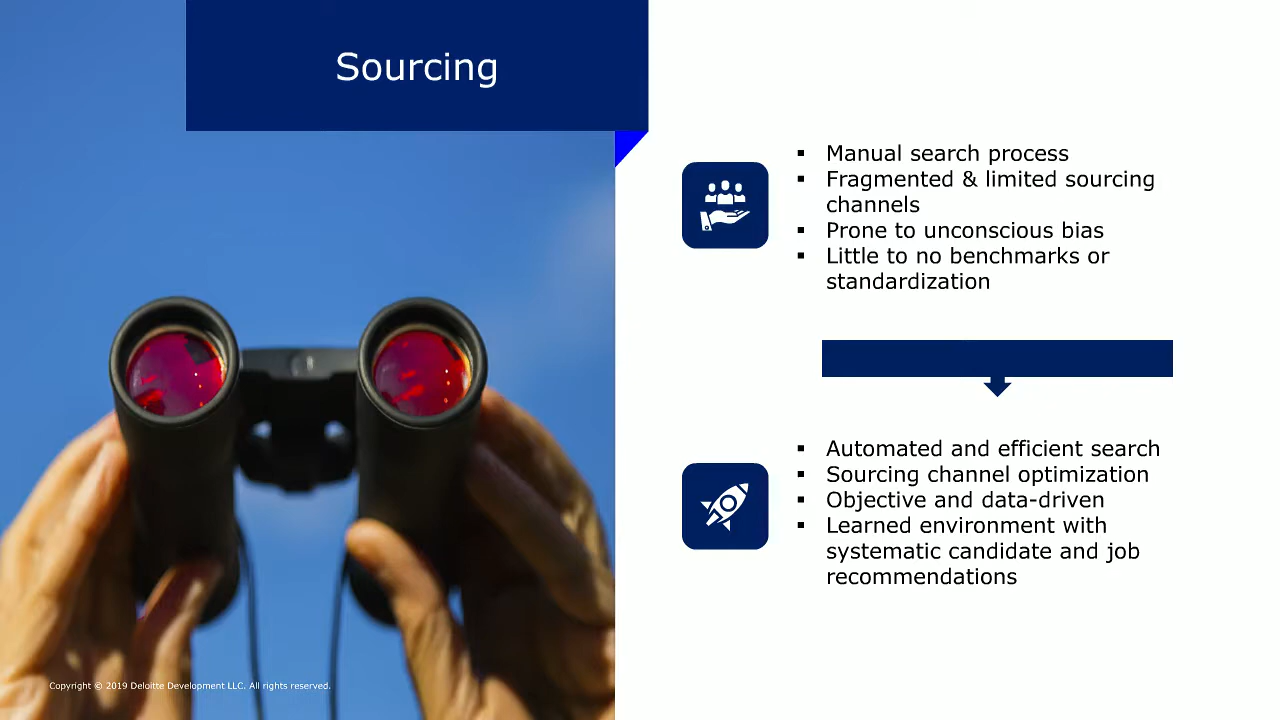 Sourcing
▪ Manual search process
▪ Fragmented & limited sourcing
channels
▪ Prone to unconscious bias
▪ Little to no benchmarks or
standardization
▪ Automated and efficient search
▪ Sourcing channel optimization
▪ Objective and data-driven
▪ Learned environment with
systematic candidate and job
recommendations
Copyright © 2019 Deloitte Development LLC. All rights reserved.